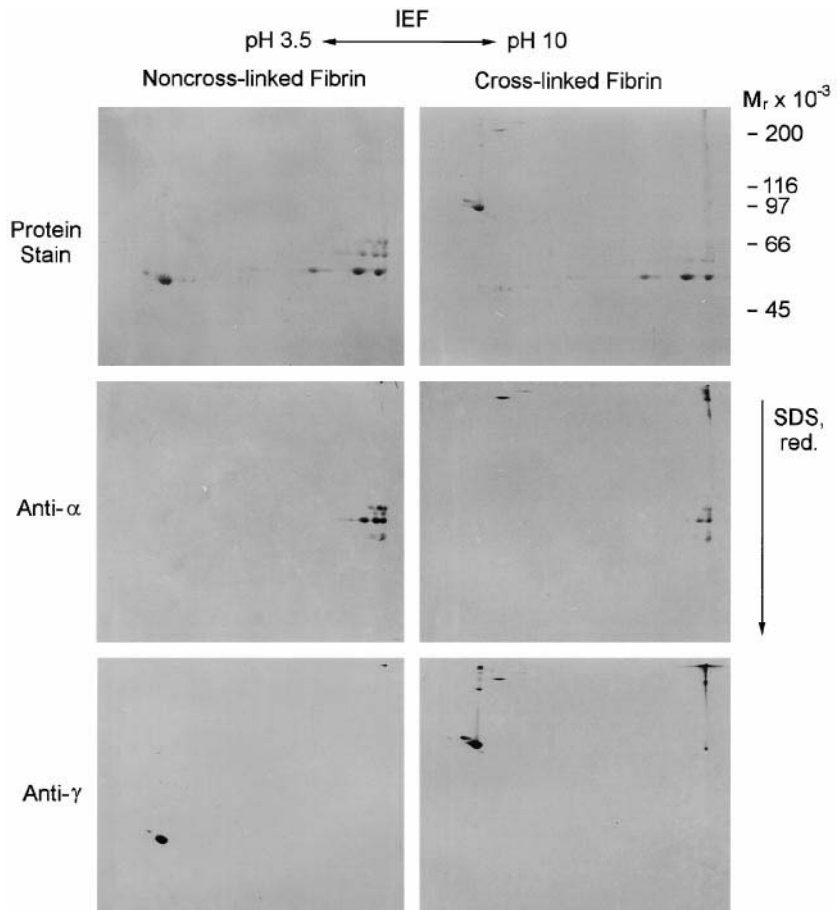 IEF
pH 3.5 pH 10
Noncross-linked Fibrin Cross-linked Fibrin
Mr x 10-3
– 200
– 116
– 97
– 66
– 45
Protein
Stain
Anti-α
SDS,
red.
Anti-γ